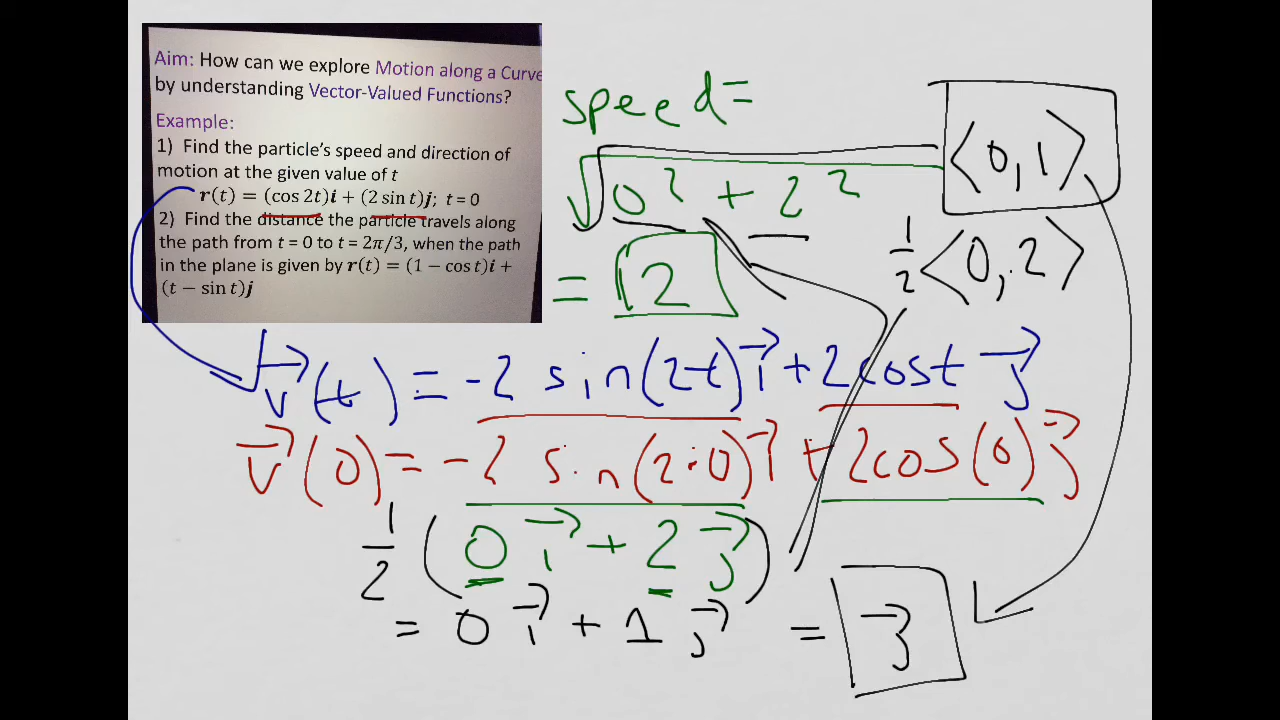 Aim: How can we explore Motion along a Curve
by understanding Vector-Valued Functions?
Example:
1) Find the particle's speed and direction of
motion at the given value of t
r(t) = (cos 2t)i + (2 sin t)j; t = 0
2) Find the distance the particle travels along
the path from t = 0 to t = 2π/3, when the path
in the plane is given by r(t) = (1 − cos t)i +
(t − sin t)j
speed =
√0² + 2²
= 2
⟨0,1⟩
1/2 ⟨0,2⟩
v⃗(t) = -2 sin(2t) i⃗ + 2cost j⃗
v⃗(0) = -2 sin(2·0) i⃗ + 2cos(0) j⃗
1/2 (0 i⃗ + 2 j⃗)
= 0 i⃗ + 1 j⃗ = j⃗